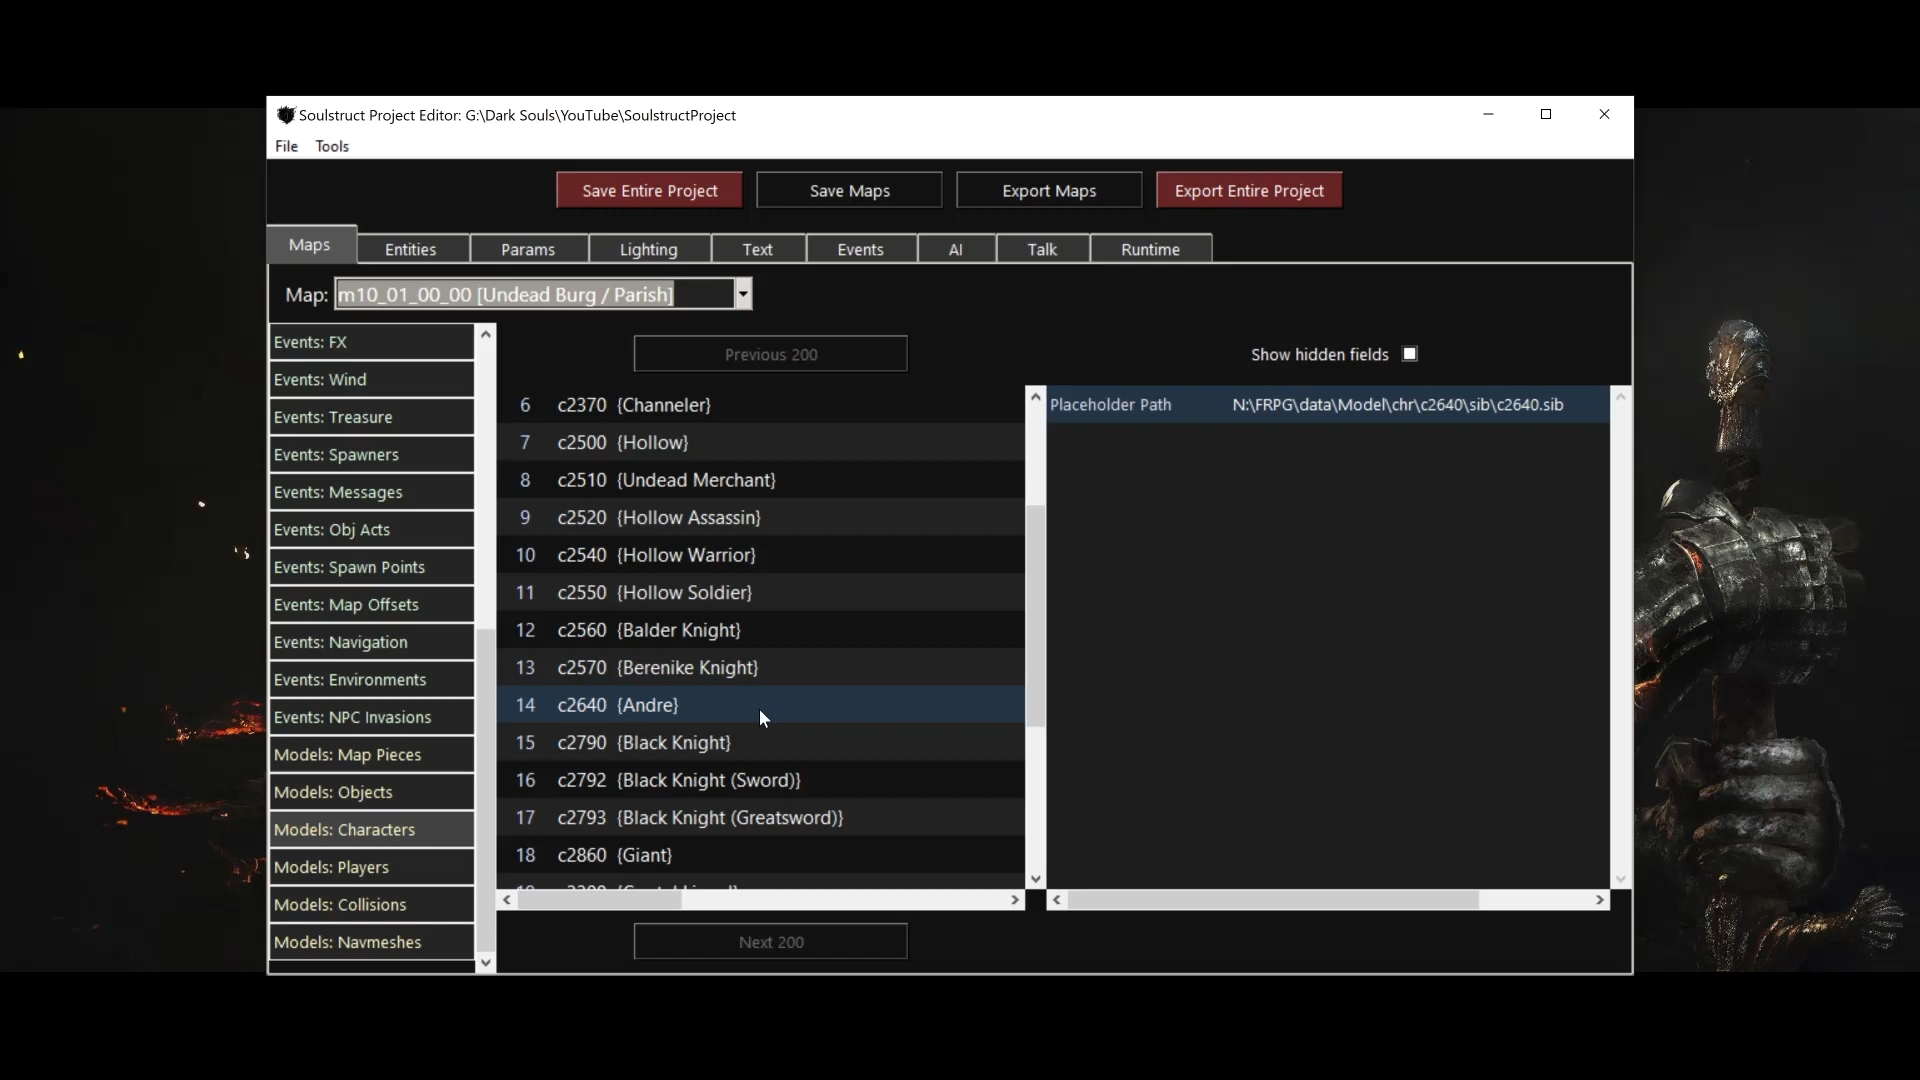 Soulstruct Project Editor: G:\Dark Souls\YouTube\SoulstructProject
File Tools
Save Entire Project Save Maps Export Maps Export Entire Project
Maps Entities Params Lighting Text Events AI Talk Runtime
Map: m10_01_00_00 [Undead Burg / Parish]
Events: FX
Events: Wind
Events: Treasure
Events: Spawners
Events: Messages
Events: Obj Acts
Events: Spawn Points
Events: Map Offsets
Events: Navigation
Events: Environments
Events: NPC Invasions
Models: Map Pieces
Models: Objects
Models: Characters
Models: Players
Models: Collisions
Models: Navmeshes
Previous 200
6 c2370 {Channeler}
7 c2500 {Hollow}
8 c2510 {Undead Merchant}
9 c2520 {Hollow Assassin}
10 c2540 {Hollow Warrior}
11 c2550 {Hollow Soldier}
12 c2560 {Balder Knight}
13 c2570 {Berenike Knight}
14 c2640 {Andre}
15 c2790 {Black Knight}
16 c2792 {Black Knight (Sword)}
17 c2793 {Black Knight (Greatsword)}
18 c2860 {Giant}
Next 200
Show hidden fields
Placeholder Path N:\FRPG\data\Model\chr\c2640\sib\c2640.sib